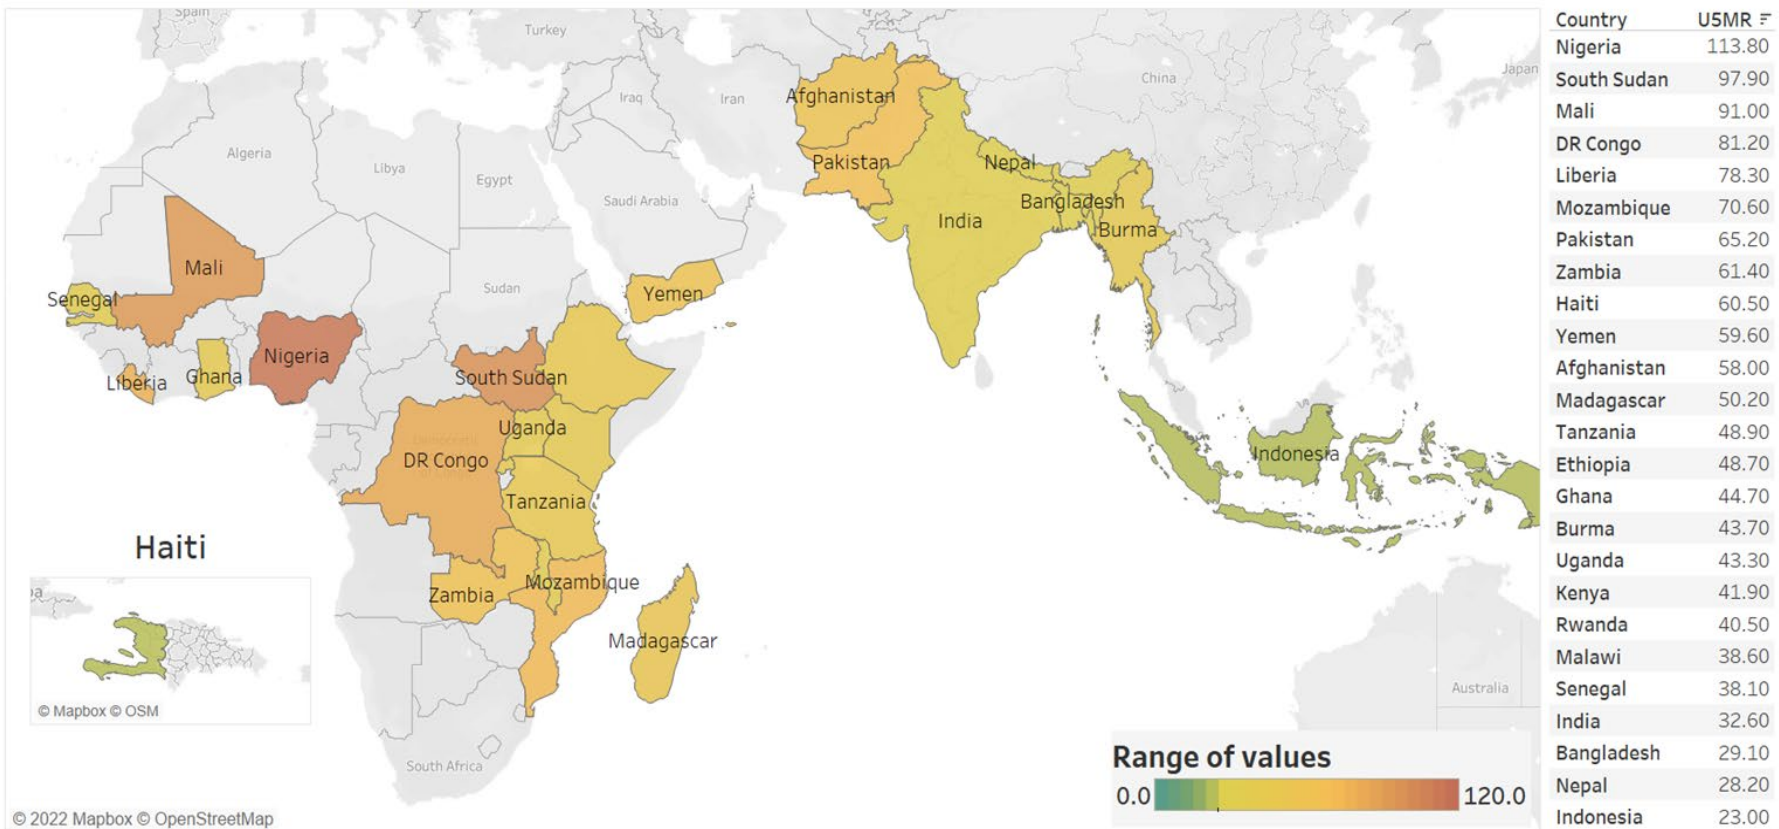 Spain
Turkey
Iraq
Iran
China
Japan
Algeria
Libya
Egypt
Saudi Arabia
Sudan
Afghanistan
Pakistan
Nepal
Bangladesh
India
Burma
Mali
Senegal
Yemen
Nigeria
Liberia
Ghana
South Sudan
Uganda
DR Congo
Tanzania
Indonesia
Zambia
Mozambique
Madagascar
South Africa
Australia
Haiti
© Mapbox © OSM
© 2022 Mapbox © OpenStreetMap
Range of values
0.0 120.0
Country U5MR
Nigeria 113.80
South Sudan 97.90
Mali 91.00
DR Congo 81.20
Liberia 78.30
Mozambique 70.60
Pakistan 65.20
Zambia 61.40
Haiti 60.50
Yemen 59.60
Afghanistan 58.00
Madagascar 50.20
Tanzania 48.90
Ethiopia 48.70
Ghana 44.70
Burma 43.70
Uganda 43.30
Kenya 41.90
Rwanda 40.50
Malawi 38.60
Senegal 38.10
India 32.60
Bangladesh 29.10
Nepal 28.20
Indonesia 23.00